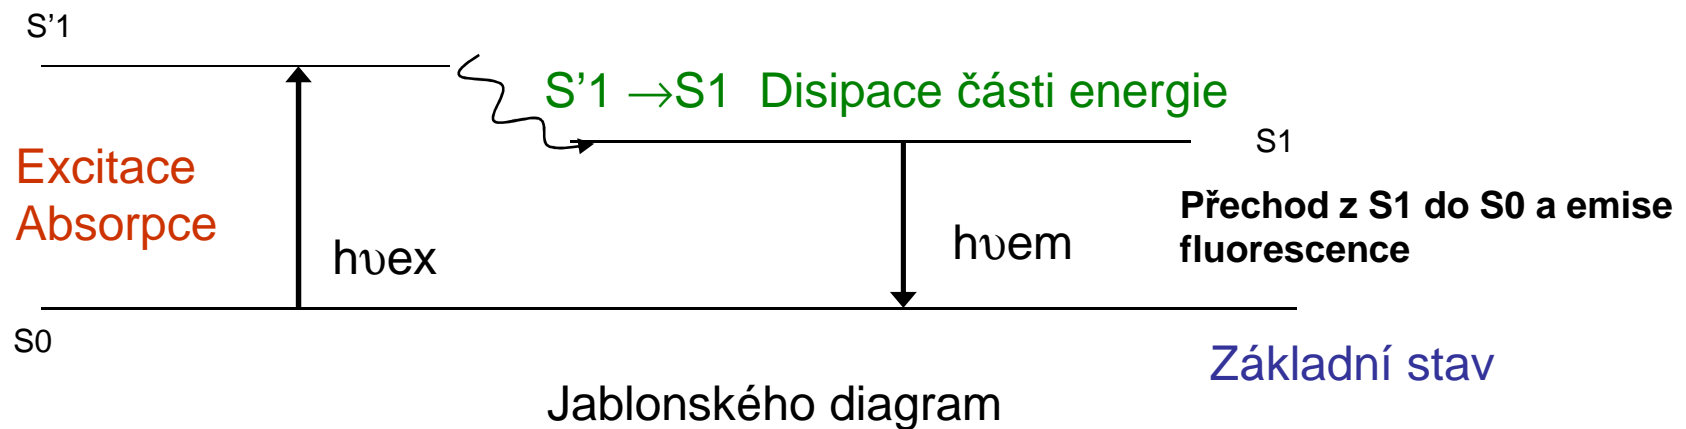 S’1
S’1 →S1 Disipace části energie
S1
Excitace
Absorpce
hυex
hυem
Přechod z S1 do S0 a emise
fluorescence
S0
Základní stav
Jablonského diagram